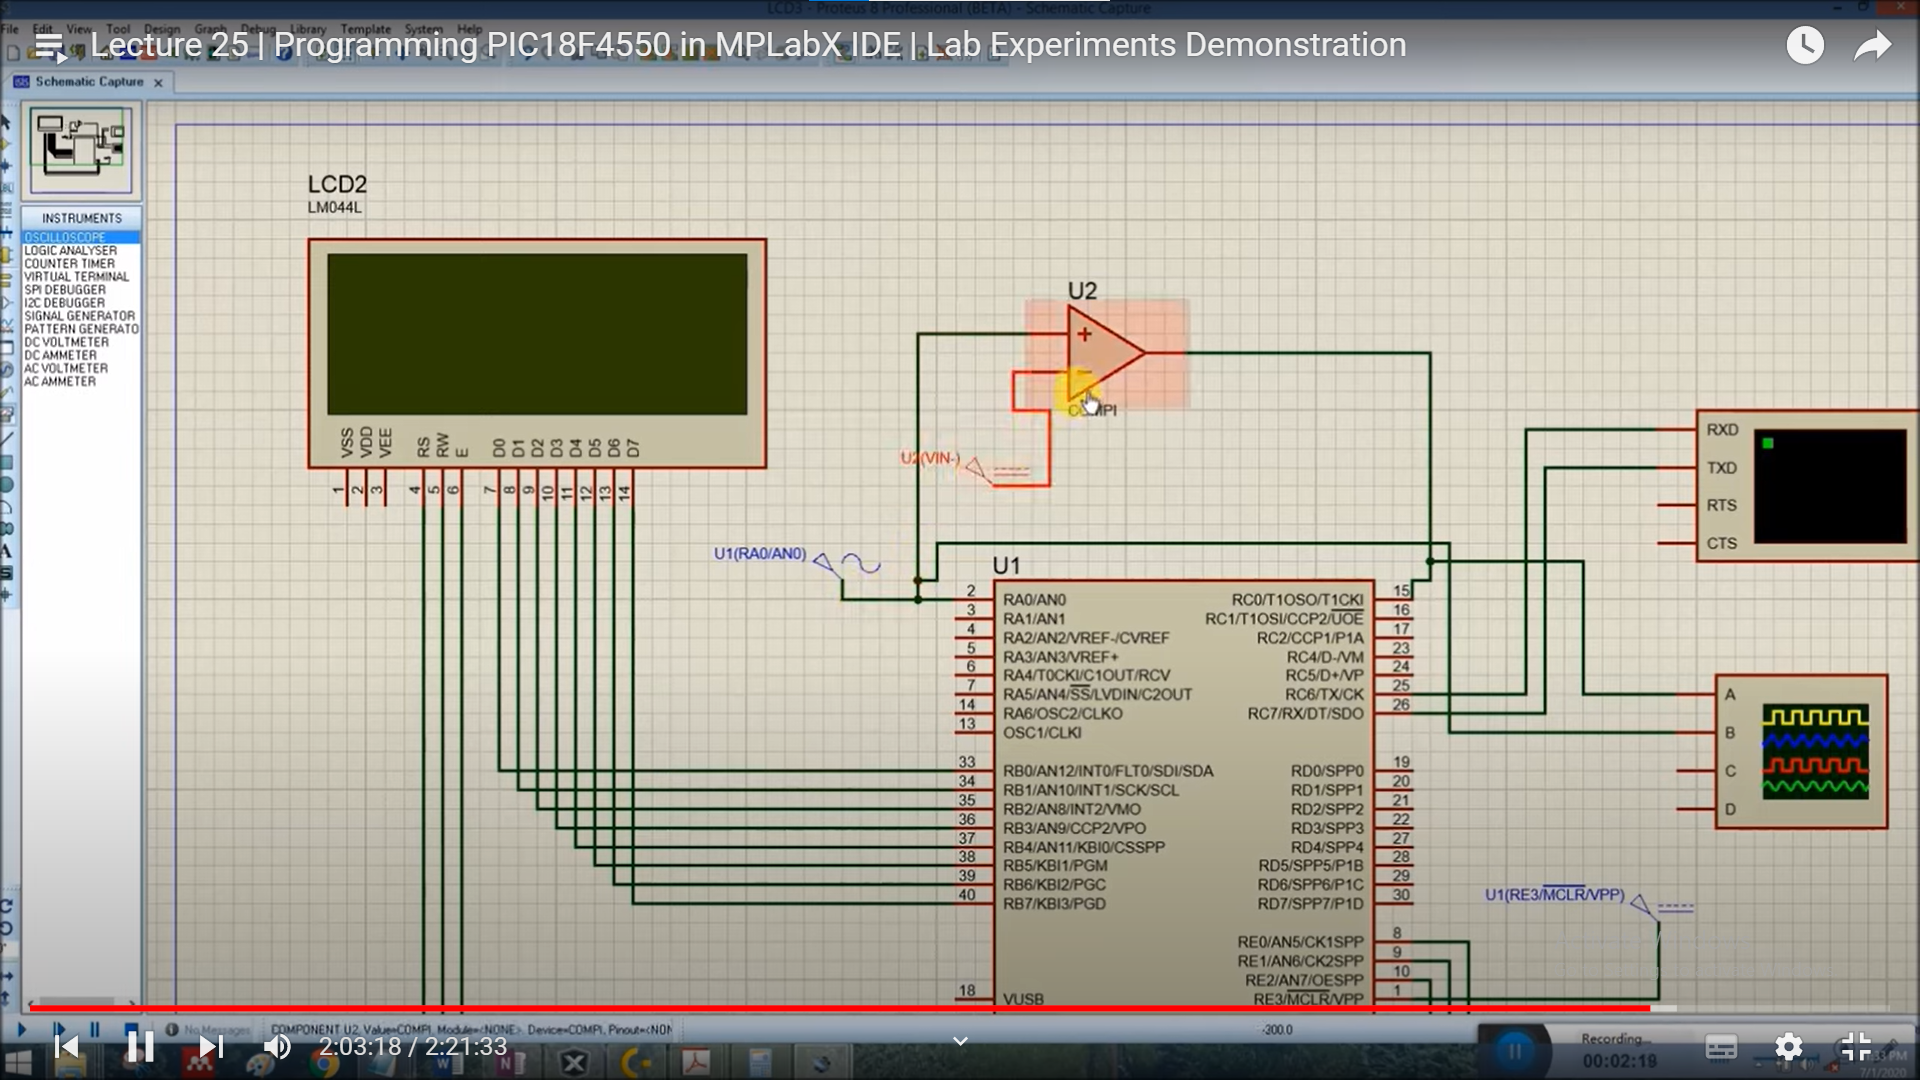 LCD3 - Proteus 8 Professional (BETA) - Schematic Capture
File Edit View Tool Design Graph Debug Library Template System Help
Lecture 25 | Programming PIC18F4550 in MPLabX IDE | Lab Experiments Demonstration
Schematic Capture
INSTRUMENTS
OSCILLOSCOPE
LOGIC ANALYSER
COUNTER TIMER
VIRTUAL TERMINAL
SPI DEBUGGER
I2C DEBUGGER
SIGNAL GENERATOR
PATTERN GENERATO
DC VOLTMETER
DC AMMETER
AC VOLTMETER
AC AMMETER
LCD2
LM044L
VSS VDD VEE RS RW E D0 D1 D2 D3 D4 D5 D6 D7
1 2 3 4 5 6 7 8 9 10 11 12 13 14
U2
+
U2(VIN-)
U1(RA0/AN0)
U1
2 RA0/AN0
3 RA1/AN1
4 RA2/AN2/VREF-/CVREF
5 RA3/AN3/VREF+
6 RA4/T0CKI/C1OUT/RCV
7 RA5/AN4/SS/LVDIN/C2OUT
14 RA6/OSC2/CLKO
13 OSC1/CLKI
33 RB0/AN12/INT0/FLT0/SDI/SDA
34 RB1/AN10/INT1/SCK/SCL
35 RB2/AN8/INT2/VMO
36 RB3/AN9/CCP2/VPO
37 RB4/AN11/KBI0/CSSPP
38 RB5/KBI1/PGM
39 RB6/KBI2/PGC
40 RB7/KBI3/PGD
18 VUSB
RC0/T1OSO/T1CKI 15
RC1/T1OSI/CCP2/UOE 16
RC2/CCP1/P1A 17
RC4/D-/VM 23
RC5/D+/VP 24
RC6/TX/CK 25
RC7/RX/DT/SDO 26
RD0/SPP0 19
RD1/SPP1 20
RD2/SPP2 21
RD3/SPP3 22
RD4/SPP4 27
RD5/SPP5/P1B 28
RD6/SPP6/P1C 29
RD7/SPP7/P1D 30
RE0/AN5/CK1SPP 8
RE1/AN6/CK2SPP 9
RE2/AN7/OESPP 10
RE3/MCLR/VPP 1
RXD
TXD
RTS
CTS
A
B
C
D
U1(RE3/MCLR/VPP)
No Messages
COMPONENT U2, Value=COMPI, Module=<NONE>, Device=COMPI, Pinout=<NON
-200.0
Recording...
00:02:19
2:03:18 / 2:21:33
7/1/2020